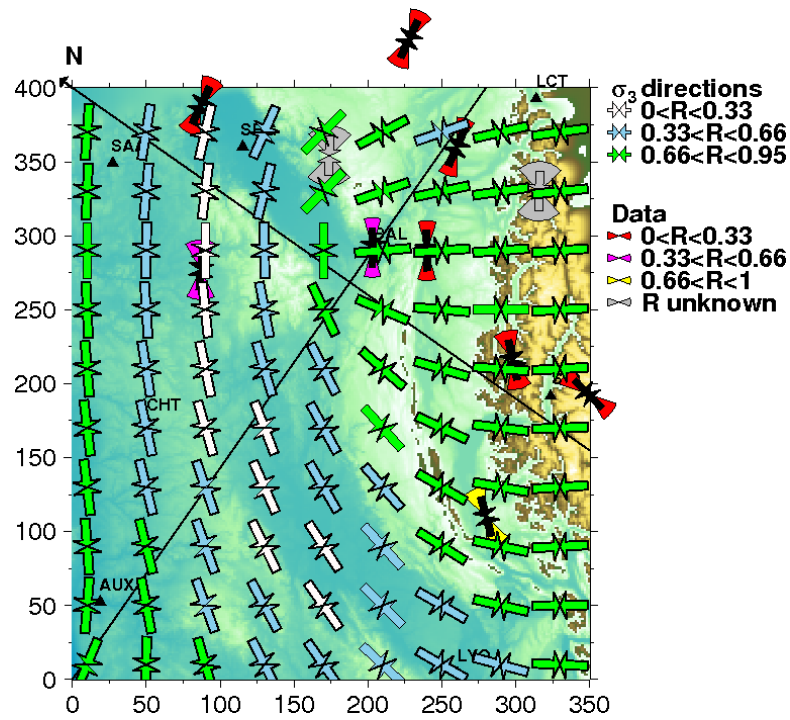 N
LCT
SA
SE
BAL
CHT
AUX
LYO
400
350
300
250
200
150
100
50
0
0 50 100 150 200 250 300 350
σ3 directions
0<R<0.33
0.33<R<0.66
0.66<R<0.95
Data
0<R<0.33
0.33<R<0.66
0.66<R<1
R unknown